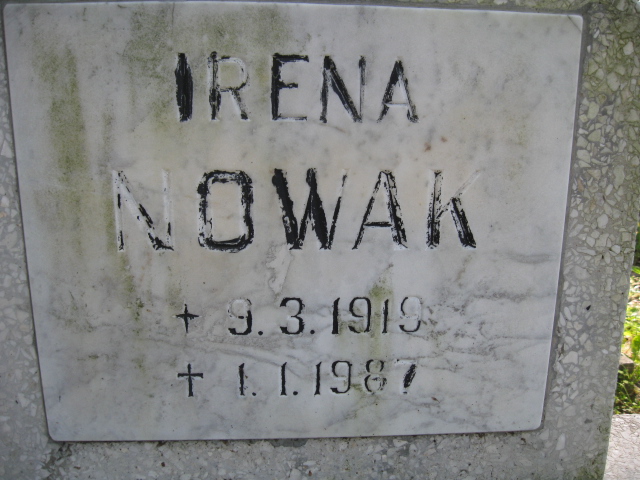 IRENA
NOWAK
+ 9.3.1919
+ 1.1.1987